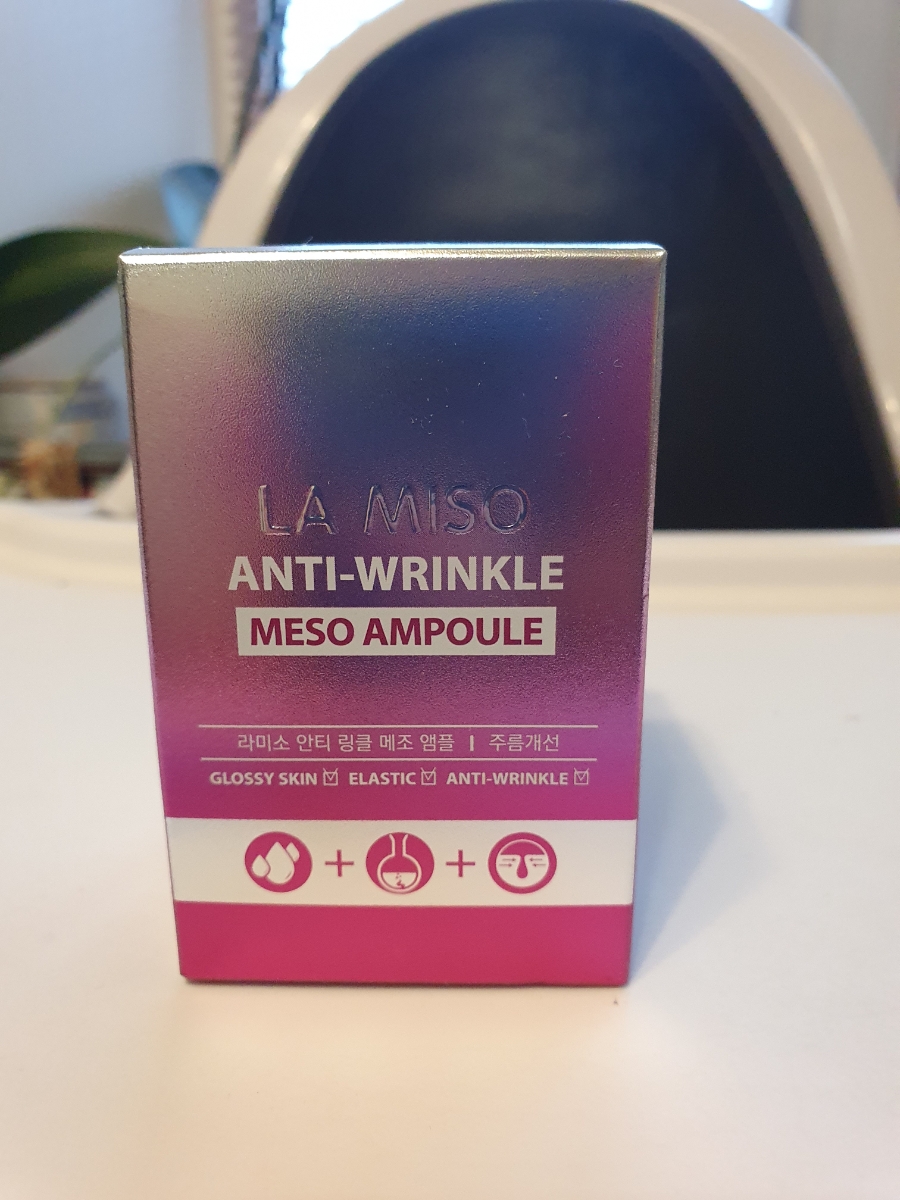 LA MISO
ANTI-WRINKLE
MESO AMPOULE
라미소 안티 링클 메조 앰플 | 주름개선
GLOSSY SKIN ☑ ELASTIC ☑ ANTI-WRINKLE ☑